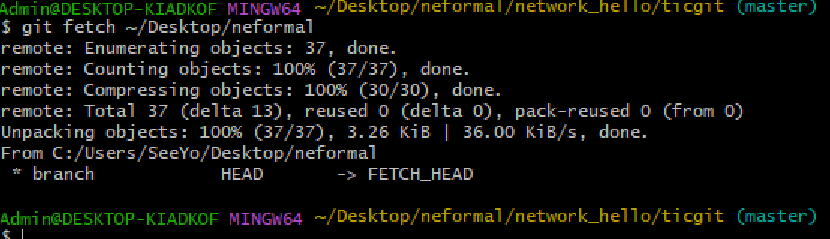 Admin@DESKTOP-KIADKOF MINGW64 ~/Desktop/neformal/network_hello/ticgit (master)
$ git fetch ~/Desktop/neformal
remote: Enumerating objects: 37, done.
remote: Counting objects: 100% (37/37), done.
remote: Compressing objects: 100% (30/30), done.
remote: Total 37 (delta 13), reused 0 (delta 0), pack-reused 0 (from 0)
Unpacking objects: 100% (37/37), 3.26 KiB | 36.00 KiB/s, done.
From C:/Users/SeeYo/Desktop/neformal
 * branch            HEAD       -> FETCH_HEAD
Admin@DESKTOP-KIADKOF MINGW64 ~/Desktop/neformal/network_hello/ticgit (master)
$